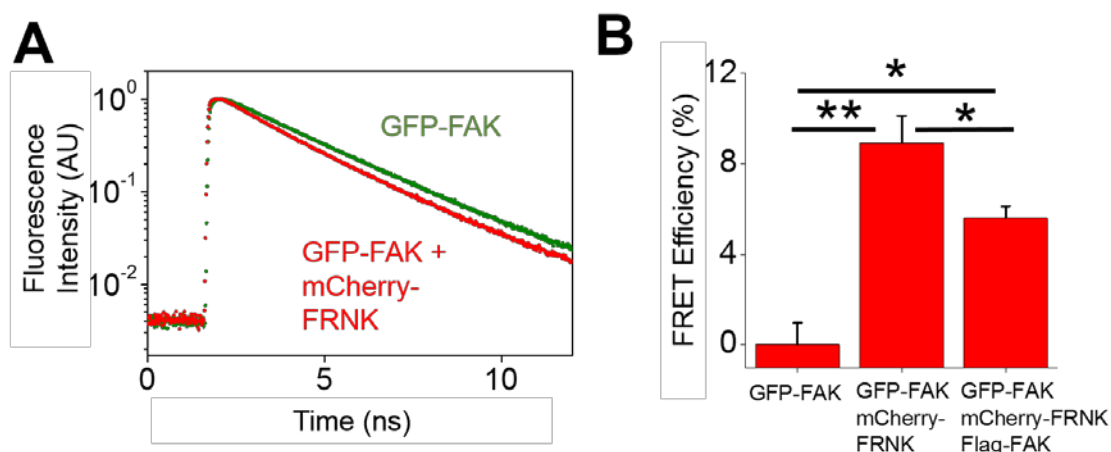 A
Fluorescence
Intensity (AU)
10⁰
10⁻¹
10⁻²
GFP-FAK
GFP-FAK +
mCherry-
FRNK
0
5
10
Time (ns)
B
FRET Efficiency (%)
12
8
4
0
*
**
*
GFP-FAK
GFP-FAK
mCherry-
FRNK
GFP-FAK
mCherry-FRNK
Flag-FAK